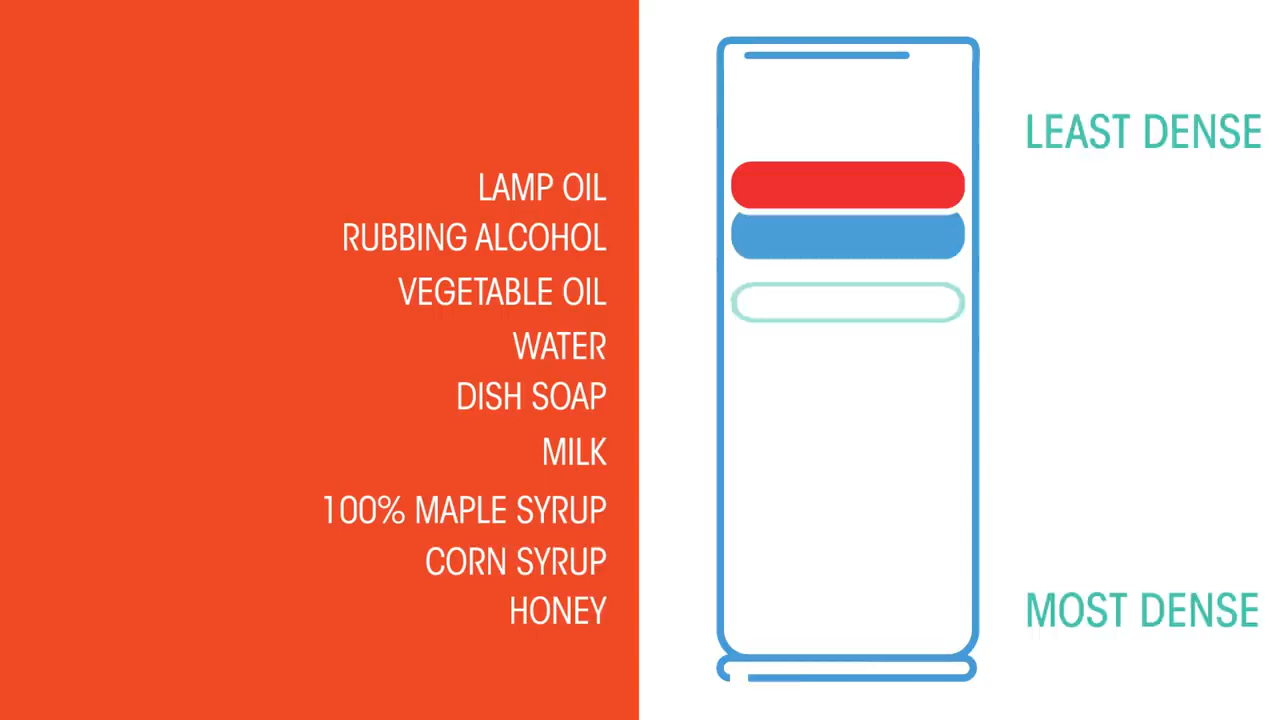 LEAST DENSE
LAMP OIL
RUBBING ALCOHOL
VEGETABLE OIL
WATER
DISH SOAP
MILK
100% MAPLE SYRUP
CORN SYRUP
HONEY
MOST DENSE